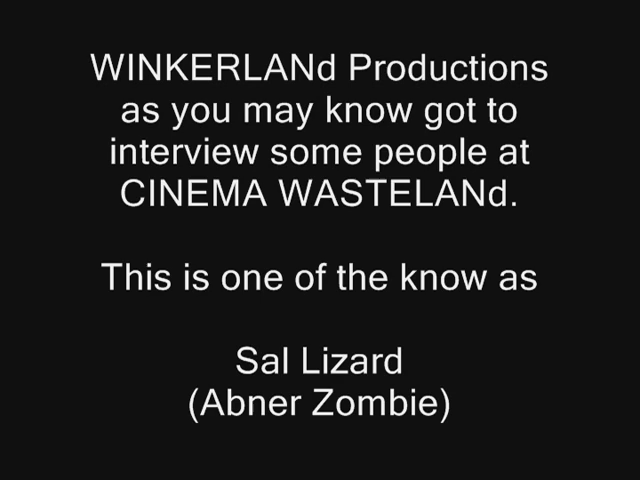 WINKERLANd Productions
as you may know got to
interview some people at
CINEMA WASTELANd.
This is one of the know as
Sal Lizard
(Abner Zombie)